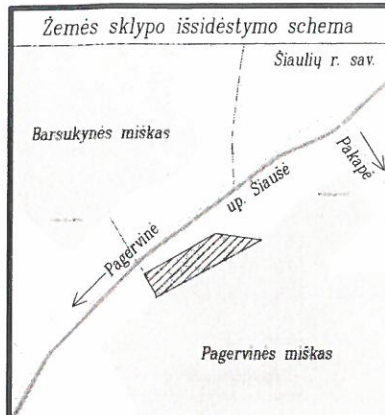 Žemės sklypo išsidėstymo schema
Šiaulių r. sav.
Barsukynės miškas
Pakapė
up. Šiaušė
Pagervinė
Pagervinės miškas